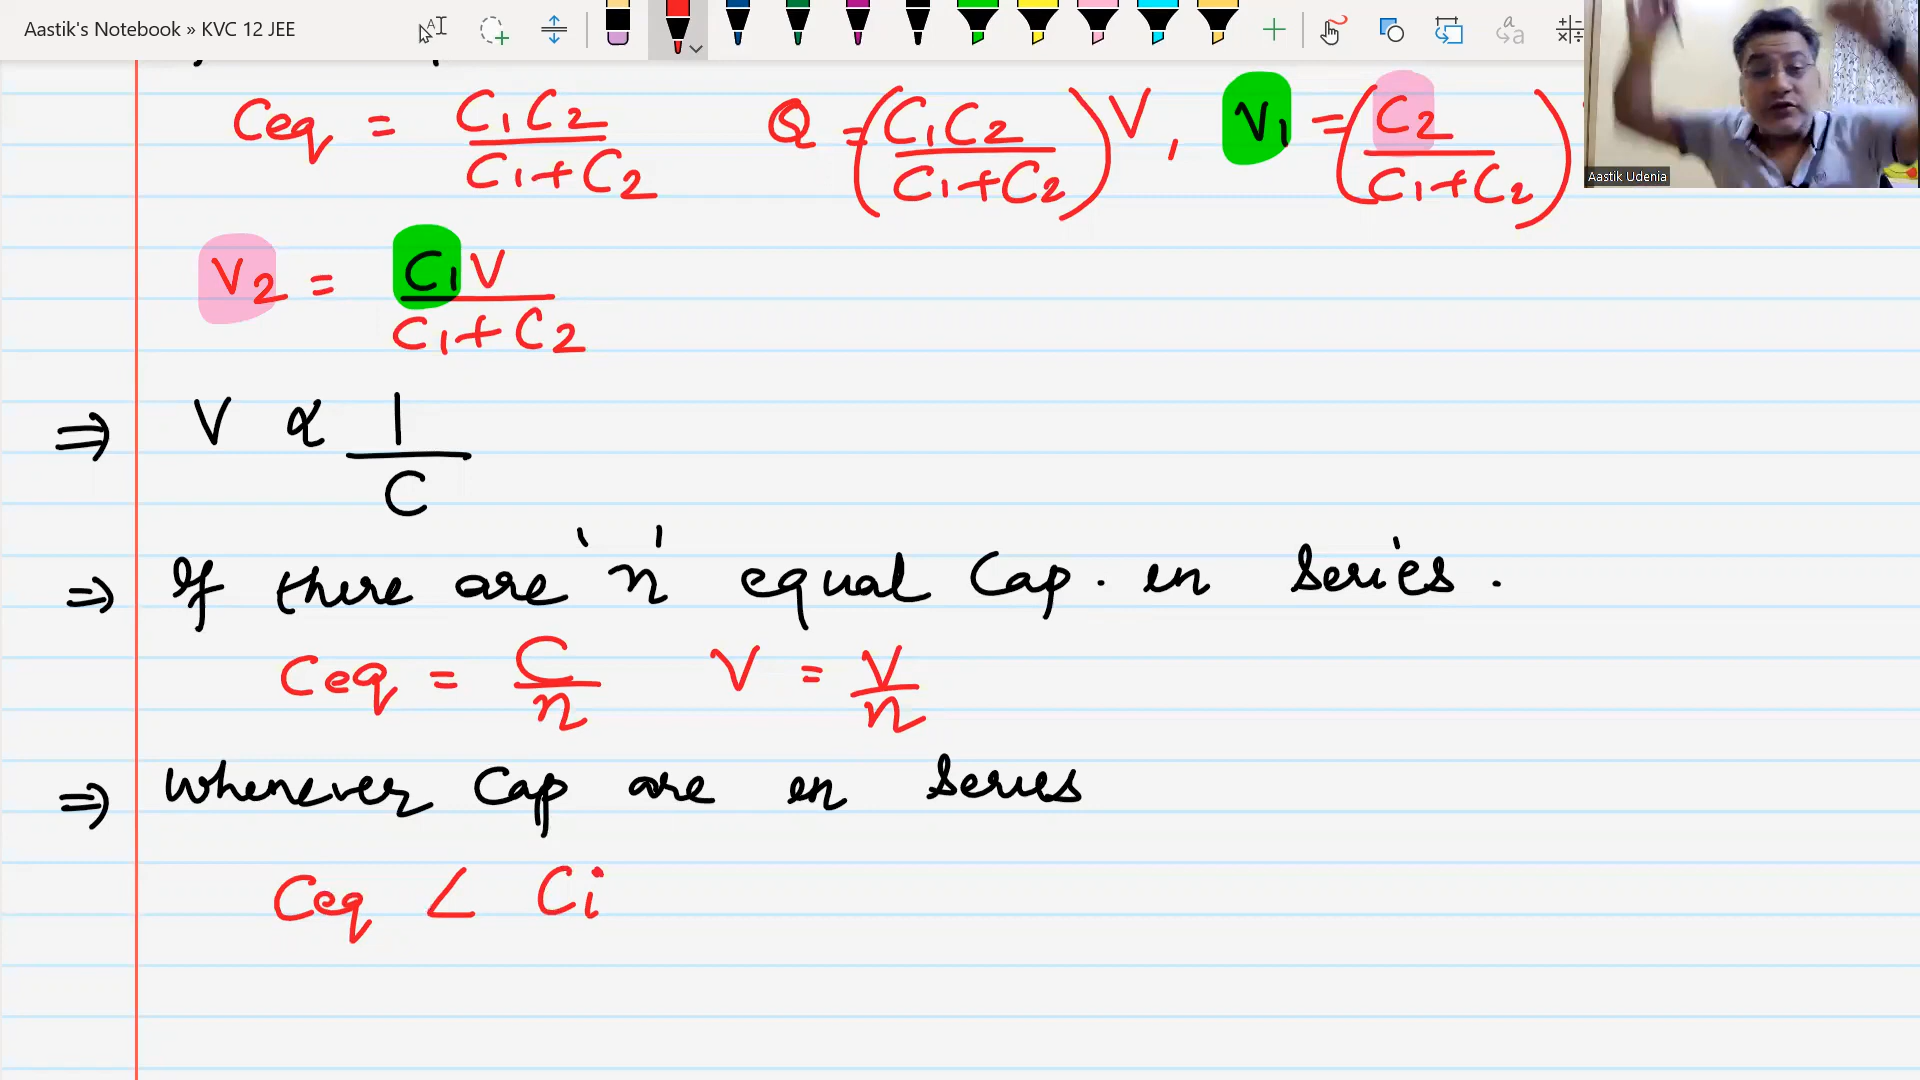 Aastik's Notebook » KVC 12 JEE
Aastik Udenia
Ceq = C1C2 / C1+C2   Q = (C1C2 / C1+C2) V , V1 = (C2 / C1+C2)
V2 = C1V / C1+C2
⇒ V ∝ 1 / C
⇒ If there are 'n' equal Cap. in Series.
Ceq = C / n   V = V / n
⇒ Whenever Cap are in Series
Ceq < Ci